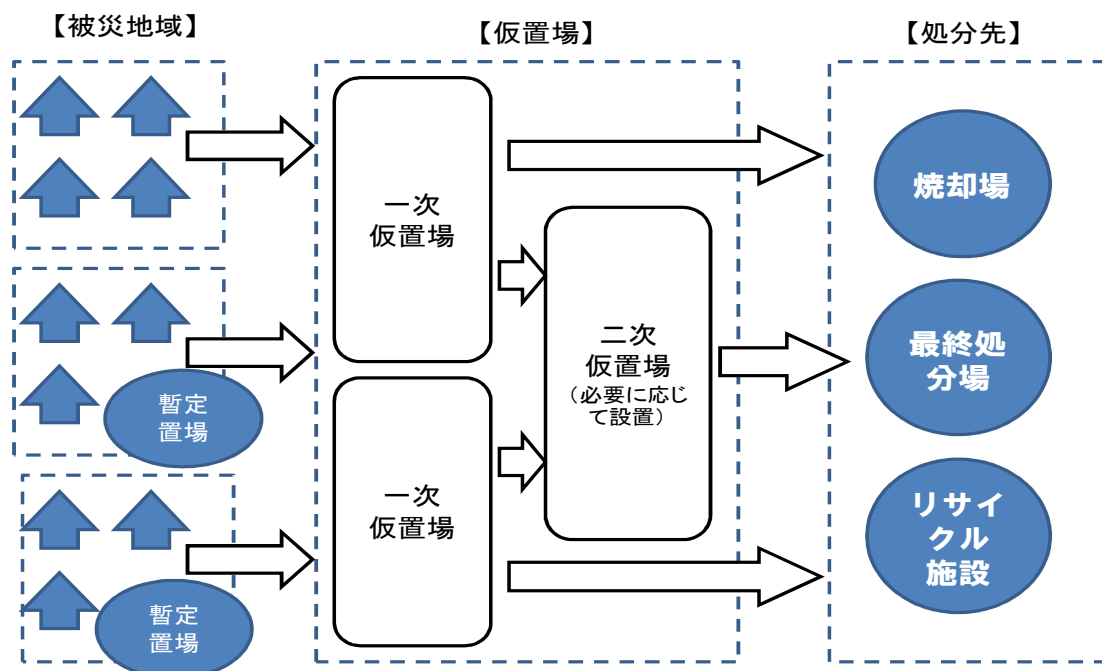 【被災地域】
【仮置場】
【処分先】
一次
仮置場
焼却場
二次
仮置場
（必要に応じ
て設置）
最終処
分場
暫定
置場
一次
仮置場
リサイ
クル
施設
暫定
置場